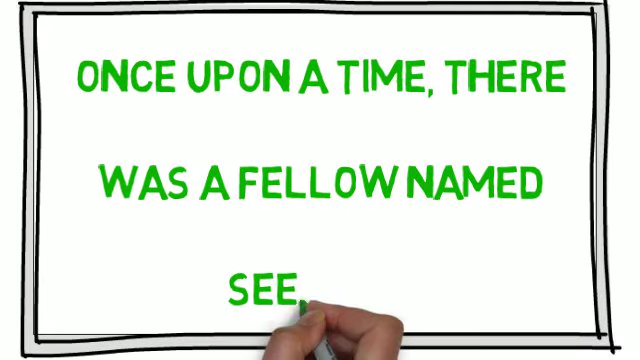 ONCE UPON A TIME, THERE
WAS A FELLOW NAMED
SEE